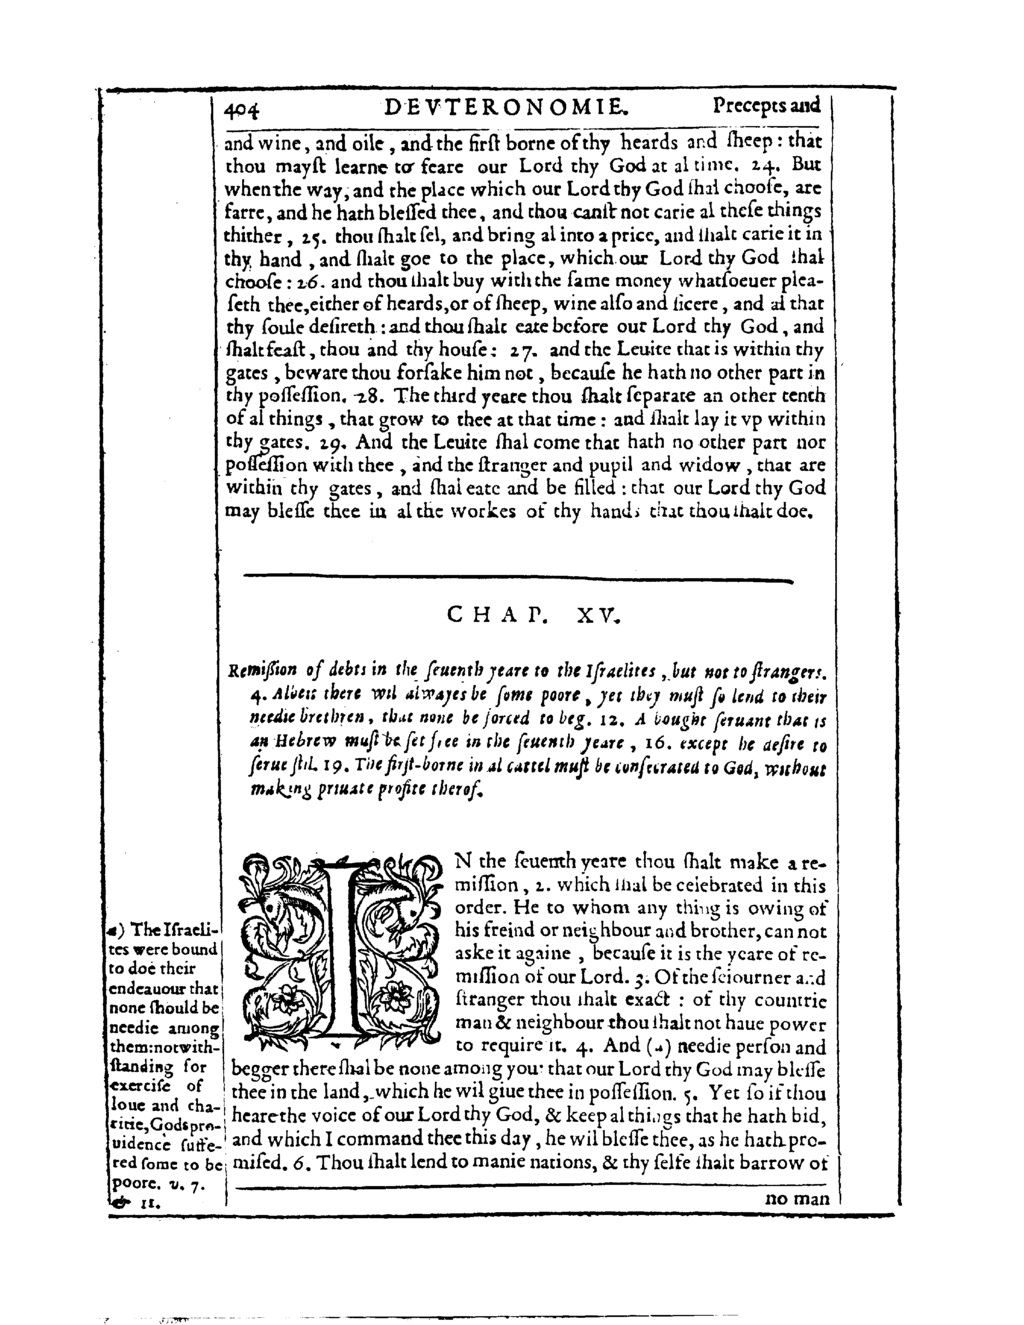 404 DEVTERONOMIE. Precepts and
and wine, and oile, and the firſt borne of thy heards and ſheep: that
thou mayſt learne to feare our Lord thy God at al time. 24. But
when the way, and the place which our Lord thy God ſhal chooſe, are
farre, and he hath bleſſed thee, and thou canſt not carie al theſe things
thither, 25. thou ſhalt ſel, and bring al into a price, and ſhalt carie it in
thy hand, and ſhalt goe to the place, which our Lord thy God ſhal
chooſe: 26. and thou ſhalt buy with the ſame money whatſoeuer plea-
ſeth thee, either of heards, or of ſheep, wine alſo and ſicere, and al that
thy ſoule deſireth: and thou ſhalt eate before our Lord thy God, and
ſhalt feaſt, thou and thy houſe: 27. and the Leuite that is within thy
gates, beware thou forſake him not, becauſe he hath no other part in
thy poſſeſſion. 28. The third yeare thou ſhalt ſeparate an other tenth
of al things, that grow to thee at that time: and ſhalt lay it vp within
thy gates. 29. And the Leuite ſhal come that hath no other part nor
poſſeſſion with thee, and the ſtranger and pupil and widow, that are
within thy gates, and ſhal eate and be filled: that our Lord thy God
may bleſſe thee in al the workes of thy hands that thou ſhalt doe.
CHAP. XV.
Remiſſion of debts in the ſeuenth yeare to the Iſraelites, but not to ſtrangers.
4. Albeit there wil alwayes be ſome poore, yet they muſt ſo lend to their
needie brethren, that none be forced to beg. 12. A bought ſeruant that is
an Hebrew muſt be ſet free in the ſeuenth yeare, 16. except he deſire to
ſerue ſtil. 19. The firſt-borne in al cattel muſt be conſecrated to God, without
making priuate profite therof.
IN the ſeuenth yeare thou ſhalt make a re-
miſſion, 2. which ſhal be celebrated in this
order. He to whom any thing is owing of
his freind or neighbour and brother, can not
aske it againe, becauſe it is the yeare of re-
miſſion of our Lord. 3. Of the ſeiourner and
ſtranger thou ſhalt exact: of thy countrie
man & neighbour thou ſhalt not haue power
to require it. 4. And (a) needie perſon and
begger there ſhal be none among you: that our Lord thy God may bleſſe
thee in the land, which he wil giue thee in poſſeſſion. 5. Yet ſo if thou
heare the voice of our Lord thy God, & keep al things that he hath bid,
and which I command thee this day, he wil bleſſe thee, as he hath pro-
miſed. 6. Thou ſhalt lend to manie nations, & thy ſelfe ſhalt barrow of
no man
a) The Iſraeli-
tes were bound
to doe their
endeauour that
none ſhould be
needie among
them: notwith-
ſtanding for
exerciſe of
loue and cha-
ritie, Gods pro-
uidence ſuffe-
red ſome to be
poore. v. 7.
& 11.